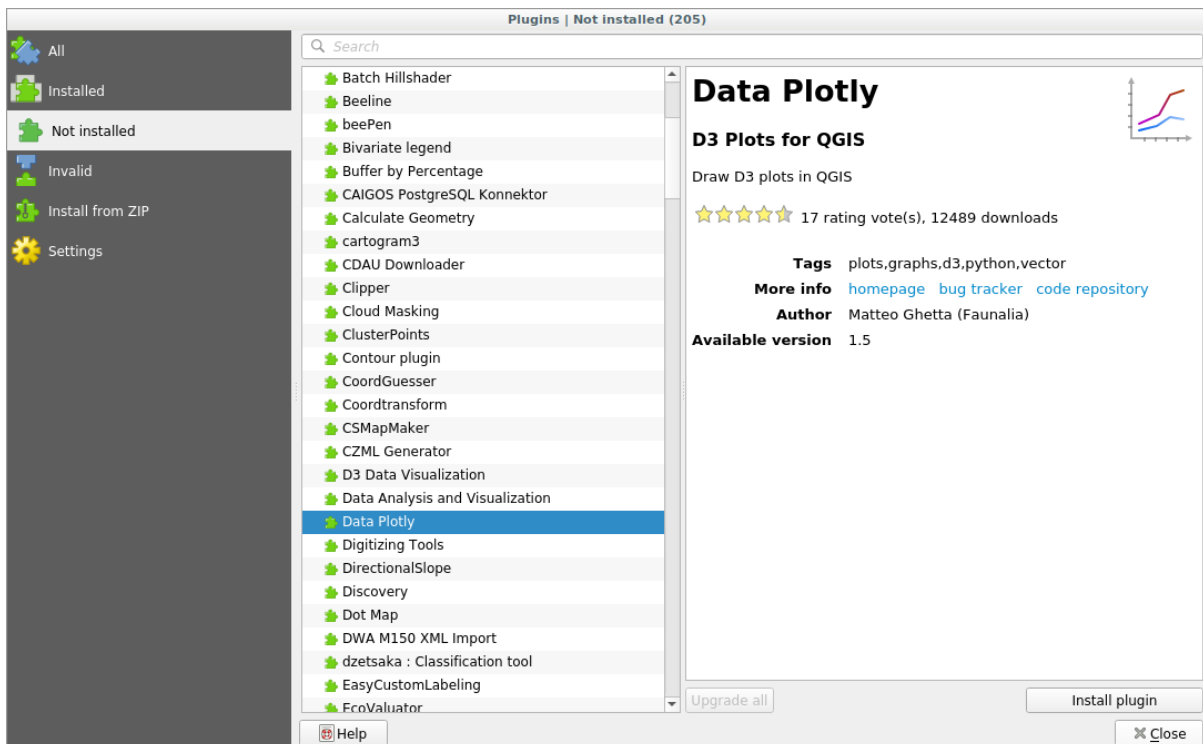 Plugins | Not installed (205)
All
Installed
Not installed
Invalid
Install from ZIP
Settings
Search
Batch Hillshader
Beeline
beePen
Bivariate legend
Buffer by Percentage
CAIGOS PostgreSQL Konnektor
Calculate Geometry
cartogram3
CDAU Downloader
Clipper
Cloud Masking
ClusterPoints
Contour plugin
CoordGuesser
Coordtransform
CSMapMaker
CZML Generator
D3 Data Visualization
Data Analysis and Visualization
Data Plotly
Digitizing Tools
DirectionalSlope
Discovery
Dot Map
DWA M150 XML Import
dzetsaka : Classification tool
EasyCustomLabeling
EcoValuator
Data Plotly
D3 Plots for QGIS
Draw D3 plots in QGIS
17 rating vote(s), 12489 downloads
Tags plots,graphs,d3,python,vector
More info homepage bug tracker code repository
Author Matteo Ghetta (Faunalia)
Available version 1.5
Upgrade all
Install plugin
Help
Close